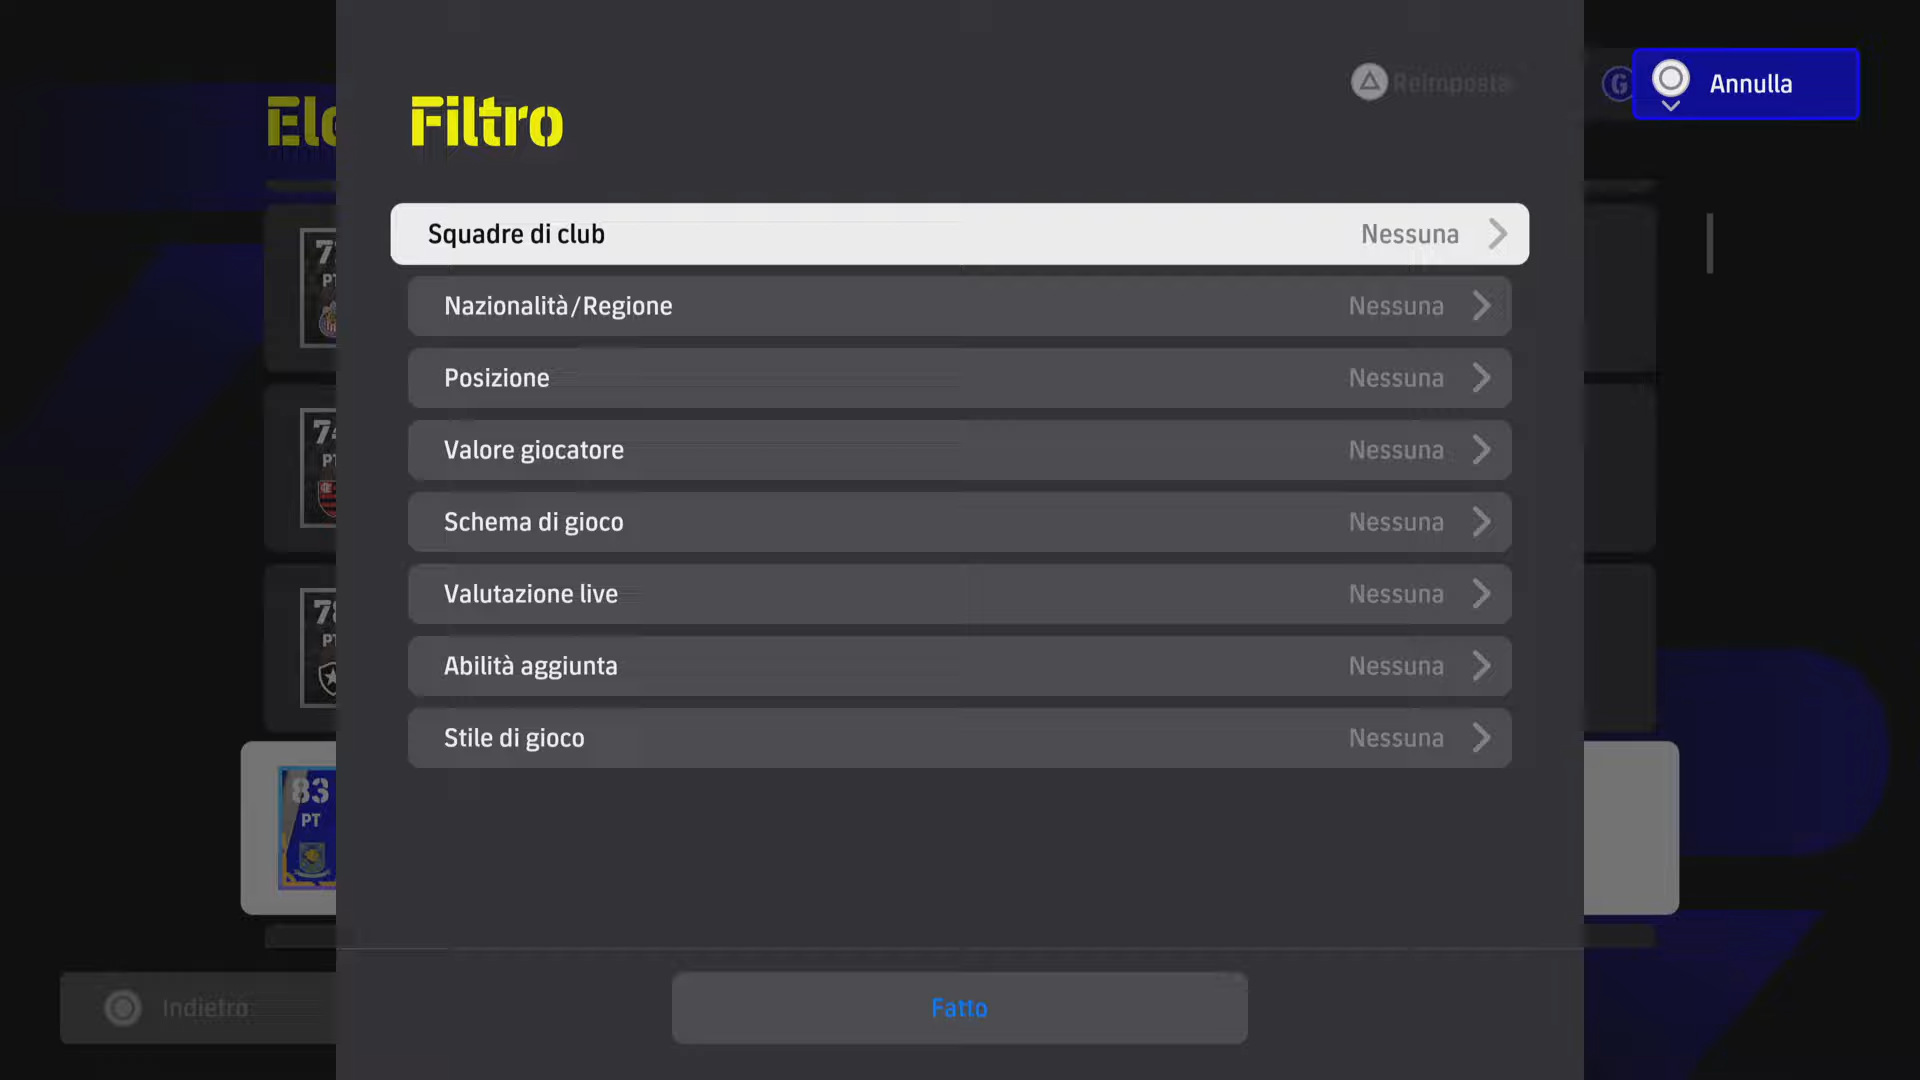 Reimposta
G
Annulla
Filtro
Squadre di club Nessuna
Nazionalità/Regione Nessuna
Posizione Nessuna
Valore giocatore Nessuna
Schema di gioco Nessuna
Valutazione live Nessuna
Abilità aggiunta Nessuna
Stile di gioco Nessuna
83
PT
Indietro
Fatto